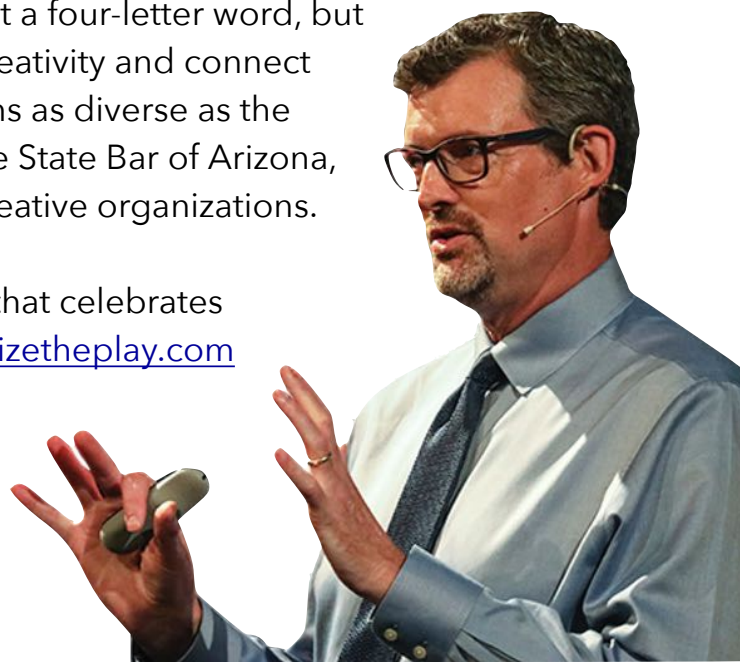 t a four-letter word, but
eativity and connect
ns as diverse as the
e State Bar of Arizona,
eative organizations.
that celebrates
izetheplay.com